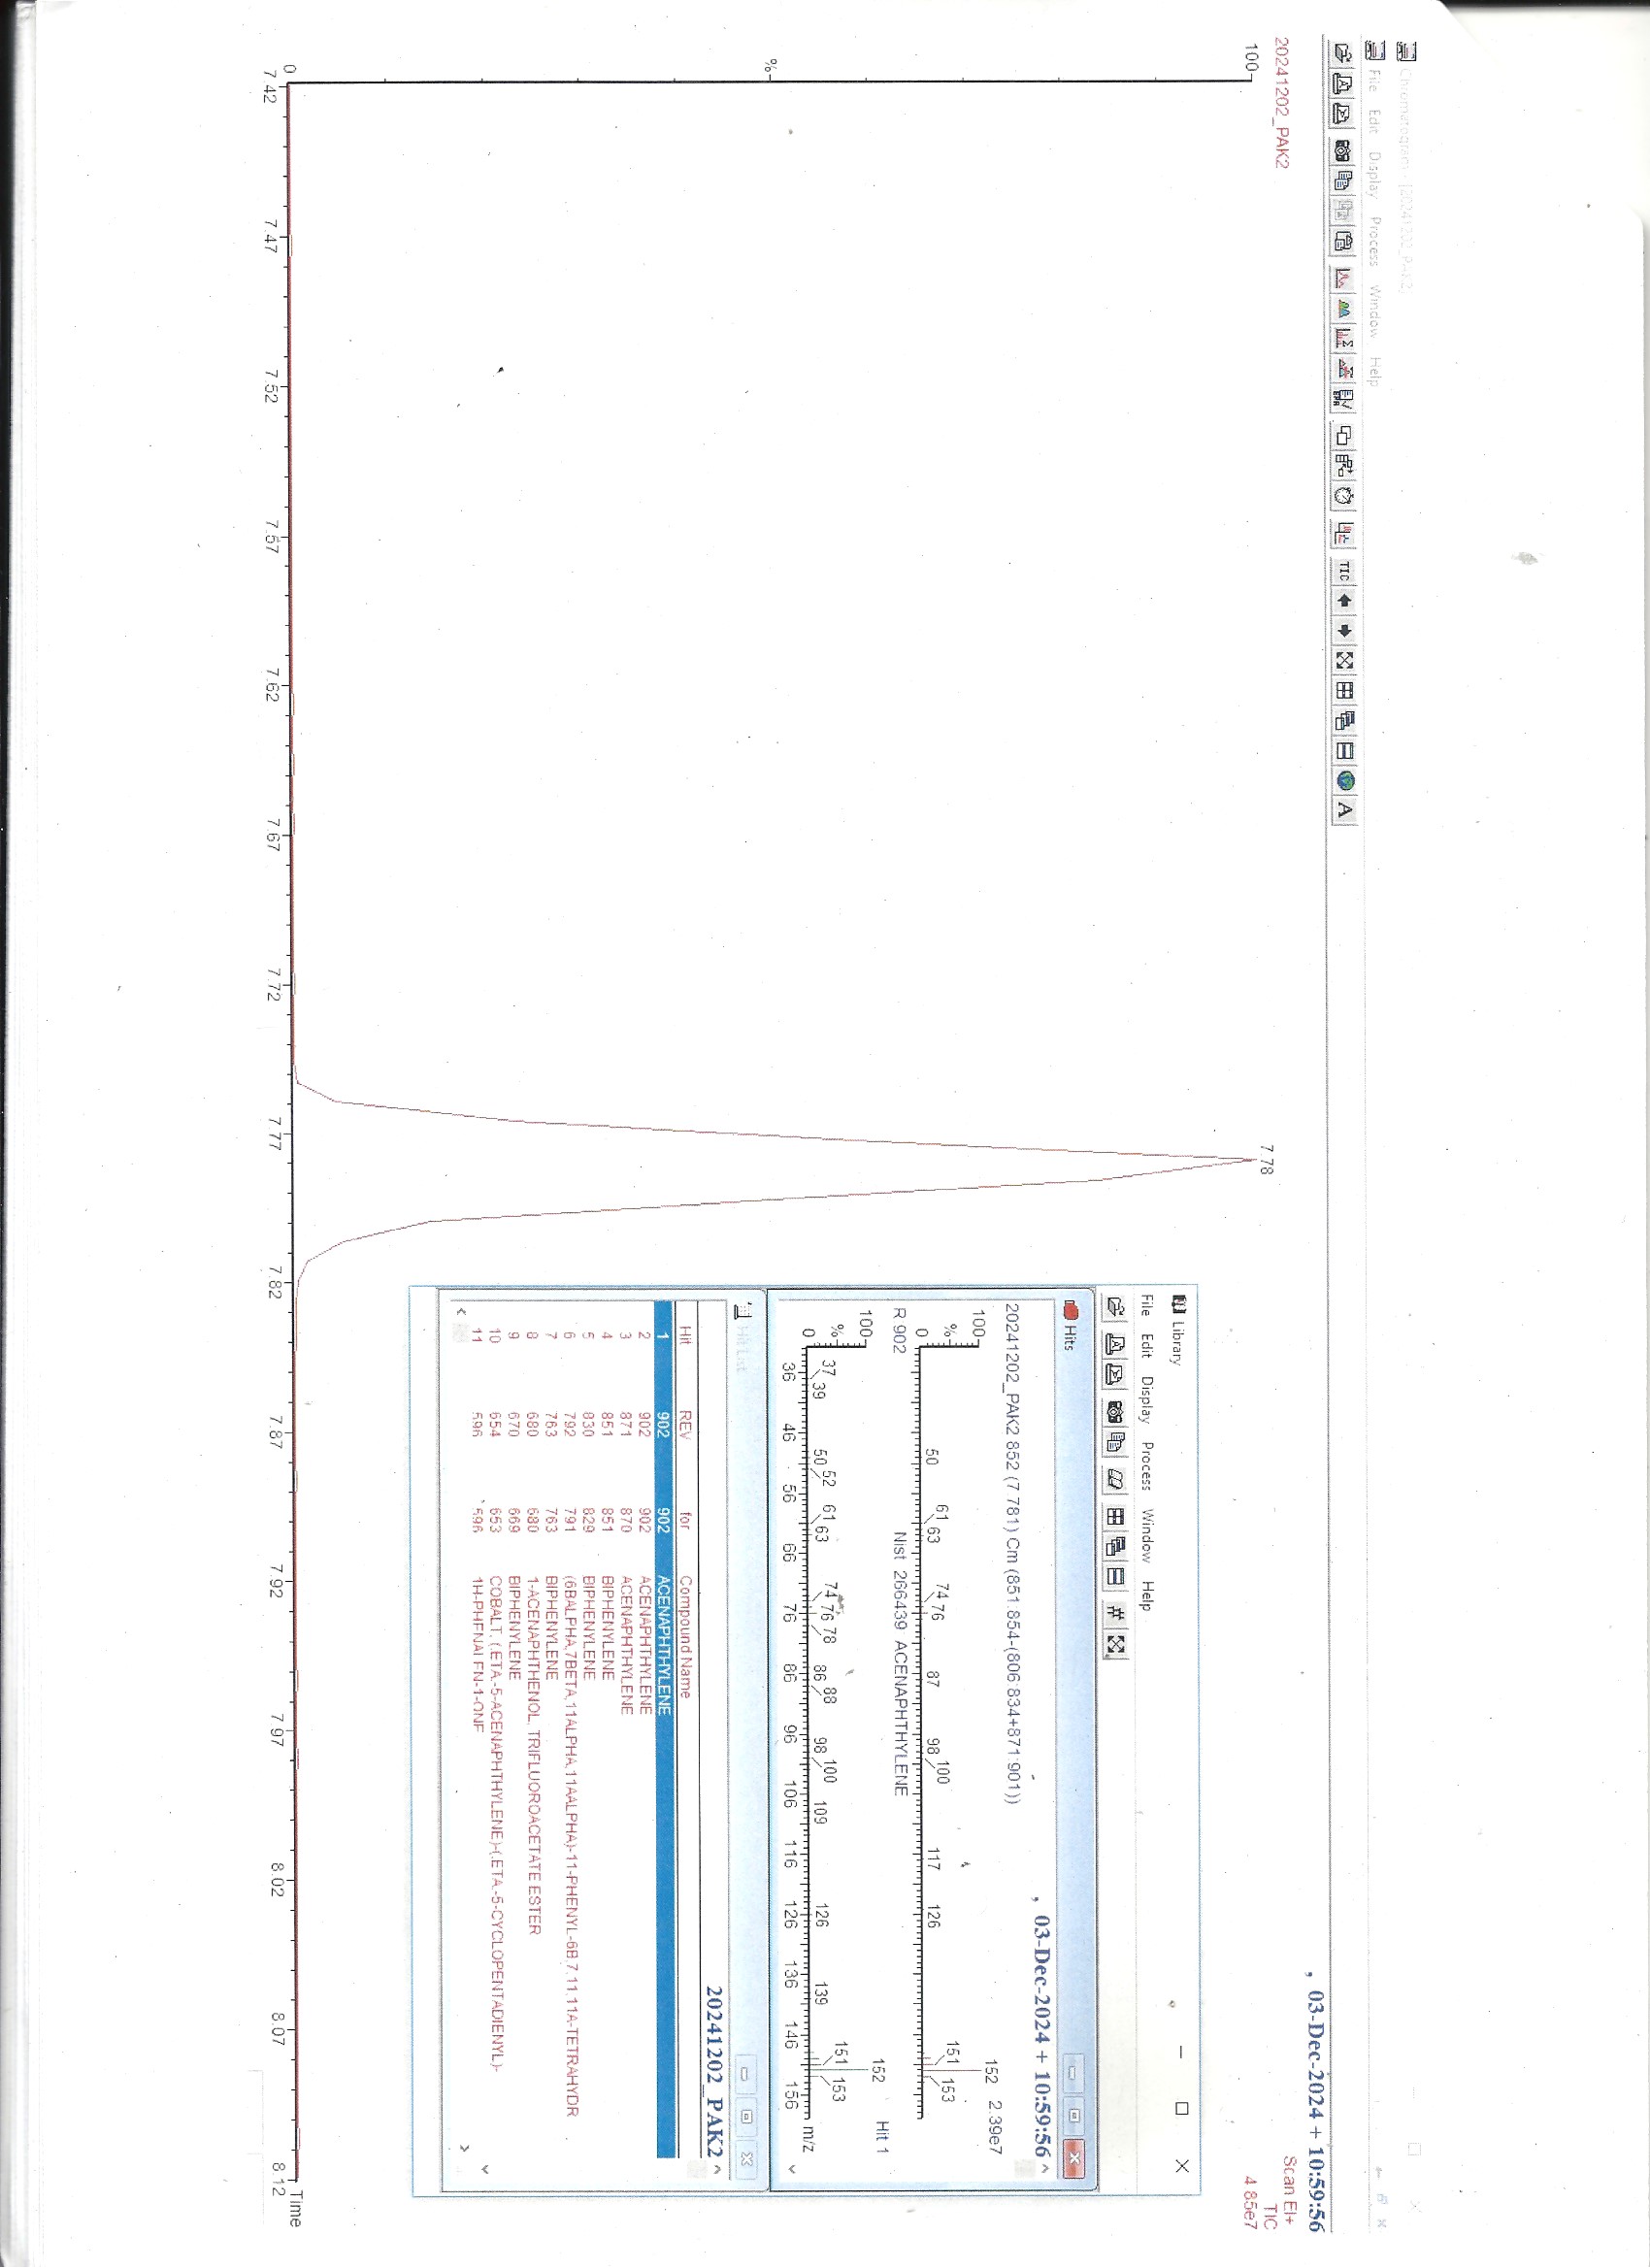 Chromatogram - [20241202_PAK2]
File Edit Display Process Window Help
TIC
A
, 03-Dec-2024 + 10:59:56
20241202_PAK2
Scan EI+
TIC
4.85e7
100
%
0
7.78
7.42 7.47 7.52 7.57 7.62 7.67 7.72 7.77 7.82 7.87 7.92 7.97 8.02 8.07 8.12
Time
Library
File Edit Display Process Window Help
Hits
, 03-Dec-2024 + 10:59:56
20241202_PAK2 852 (7.781) Cm (851:854-(806:834+871:901))
152 2.39e7
100
%
0
50 61 63 74 76 87 98 100 117 126 151 153
R 902 Nist 266439 ACENAPHTHYLENE Hit 1
152
100
%
0
37 39 50 52 61 63 74 76 78 86 88 98 100 109 126 139 151 153
36 46 56 66 76 86 96 106 116 126 136 146 156 m/z
Hit List
20241202_PAK2
Hit REV for Compound Name
1 902 902 ACENAPHTHYLENE
2 902 902 ACENAPHTHYLENE
3 871 870 ACENAPHTHYLENE
4 851 851 BIPHENYLENE
5 830 829 BIPHENYLENE
6 792 791 (6BALPHA,7BETA,11ALPHA,11AALPHA)-11-PHENYL-6B,7,11,11A-TETRAHYDR
7 763 763 BIPHENYLENE
8 680 680 1-ACENAPHTHENOL, TRIFLUOROACETATE ESTER
9 670 669 BIPHENYLENE
10 654 653 COBALT, (.ETA.-5-ACENAPHTHYLENE)-(.ETA.-5-CYCLOPENTADIENYL)-
11 596 596 1H-PHENALEN-1-ONE